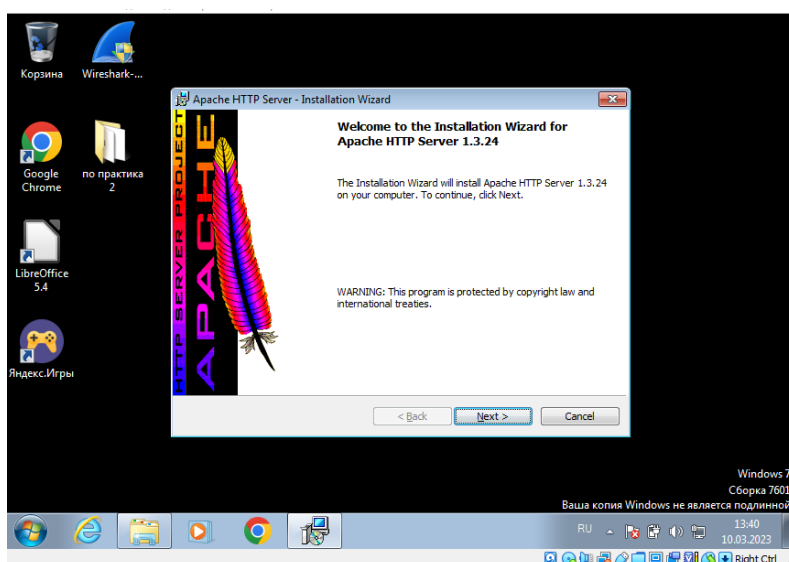 Корзина
Wireshark-...
Google
Chrome
по практика
2
LibreOffice
5.4
Яндекс.Игры
Apache HTTP Server - Installation Wizard
HTTP SERVER PROJECT
APACHE
Welcome to the Installation Wizard for
Apache HTTP Server 1.3.24
The Installation Wizard will install Apache HTTP Server 1.3.24
on your computer. To continue, click Next.
WARNING: This program is protected by copyright law and
international treaties.
< Back
Next >
Cancel
Windows 7
Сборка 7601
Ваша копия Windows не является подлинной
RU
13:40
10.03.2023
Right Ctrl